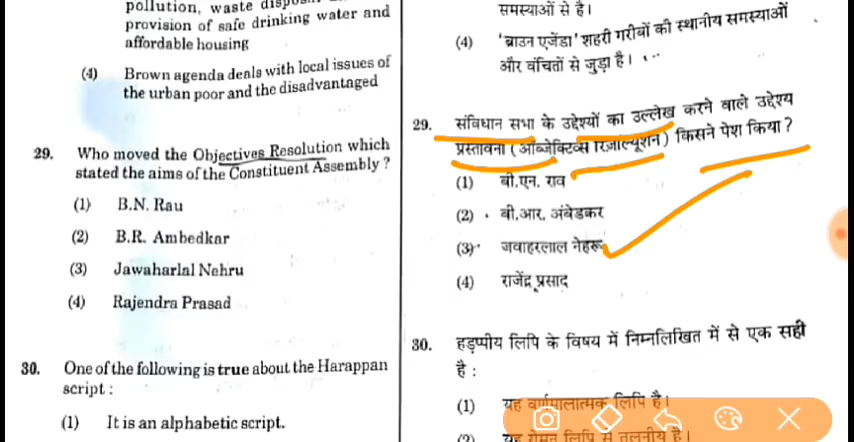 pollution, waste
provision of safe drinking water and
affordable housing
(4) Brown agenda deals with local issues of
the urban poor and the disadvantaged
29. Who moved the Objectives Resolution which
stated the aims of the Constituent Assembly ?
(1) B.N. Rau
(2) B.R. Ambedkar
(3) Jawaharlal Nehru
(4) Rajendra Prasad
30. One of the following is true about the Harappan
script :
(1) It is an alphabetic script.
समस्याओं से है।
(4) 'ब्राउन एजेंडा' शहरी गरीबों की स्थानीय समस्याओं
और वंचितों से जुड़ा है।
29. संविधान सभा के उद्देश्यों का उल्लेख करने वाले उद्देश्य
प्रस्तावना (ऑब्जेक्टिव्स रिज़ोल्यूशन) किसने पेश किया ?
(1) बी.एन. राव
(2) बी.आर. अंबेडकर
(3) जवाहरलाल नेहरू
(4) राजेंद्र प्रसाद
30. हड़प्पीय लिपि के विषय में निम्नलिखित में से एक सही
है :
(1) यह वर्णमालात्मक लिपि है।
(2) यह रोमन लिपि से तुलनीय है।